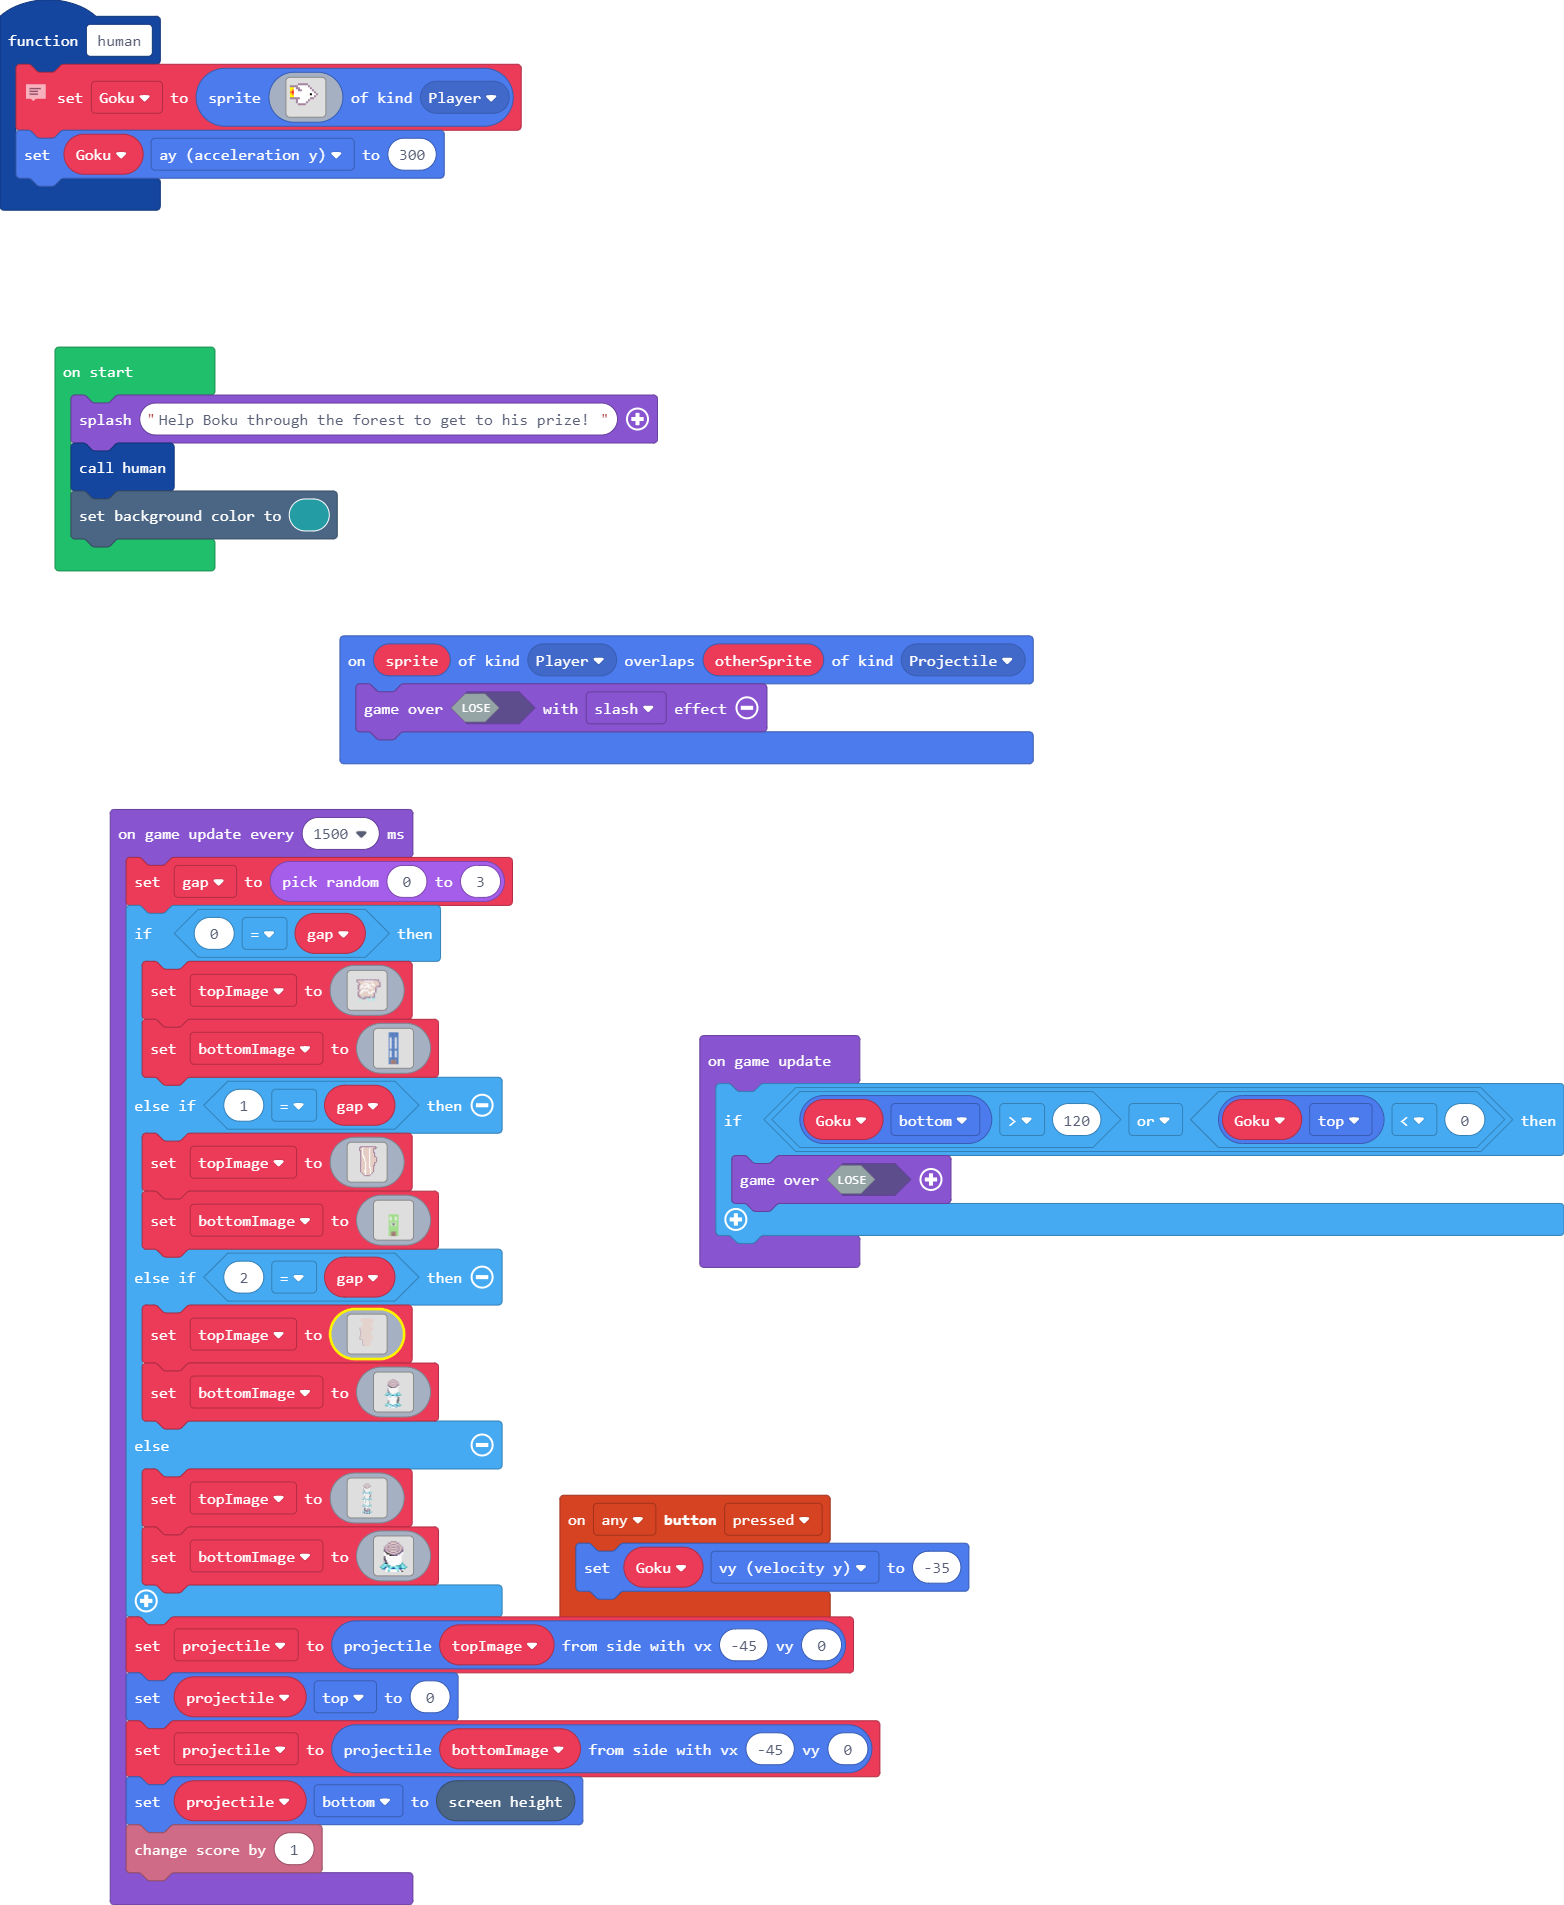 function human
set Goku to sprite of kind Player
set Goku ay (acceleration y) to 300
on start
splash "Help Boku through the forest to get to his prize! "
call human
set background color to
on sprite of kind Player overlaps otherSprite of kind Projectile
game over LOSE with slash effect
on game update every 1500 ms
set gap to pick random 0 to 3
if 0 = gap then
set topImage to
set bottomImage to
else if 1 = gap then
set topImage to
set bottomImage to
else if 2 = gap then
set topImage to
set bottomImage to
else
set topImage to
set bottomImage to
set projectile to projectile topImage from side with vx -45 vy 0
set projectile top to 0
set projectile to projectile bottomImage from side with vx -45 vy 0
set projectile bottom to screen height
change score by 1
on game update
if Goku bottom > 120 or Goku top < 0 then
game over LOSE
on any button pressed
set Goku vy (velocity y) to -35